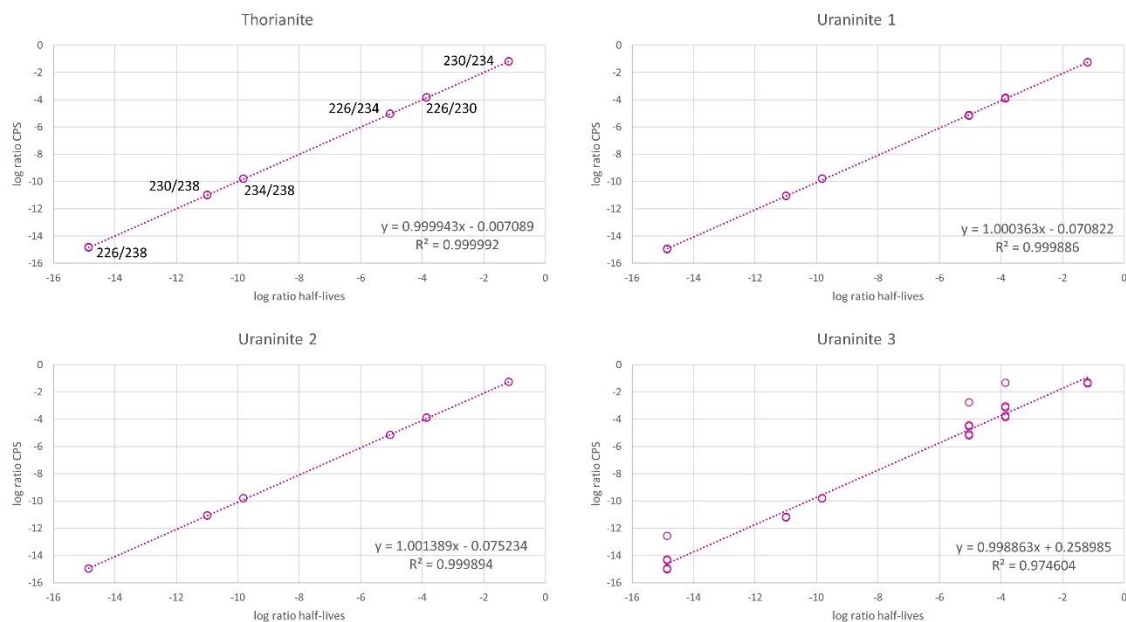 Thorianite
0
-2
-4
-6
-8
-10
-12
-14
-16
log ratio CPS
230/234
226/234
226/230
230/238
234/238
226/238
y = 0.999943x - 0.007089
R² = 0.999992
-16 -14 -12 -10 -8 -6 -4 -2 0
log ratio half-lives
Uraninite 1
0
-2
-4
-6
-8
-10
-12
-14
-16
log ratio CPS
y = 1.000363x - 0.070822
R² = 0.999886
-16 -14 -12 -10 -8 -6 -4 -2 0
log ratio half-lives
Uraninite 2
0
-2
-4
-6
-8
-10
-12
-14
-16
log ratio CPS
y = 1.001389x - 0.075234
R² = 0.999894
-16 -14 -12 -10 -8 -6 -4 -2 0
log ratio half-lives
Uraninite 3
0
-2
-4
-6
-8
-10
-12
-14
-16
log ratio CPS
y = 0.998863x + 0.258985
R² = 0.974604
-16 -14 -12 -10 -8 -6 -4 -2 0
log ratio half-lives